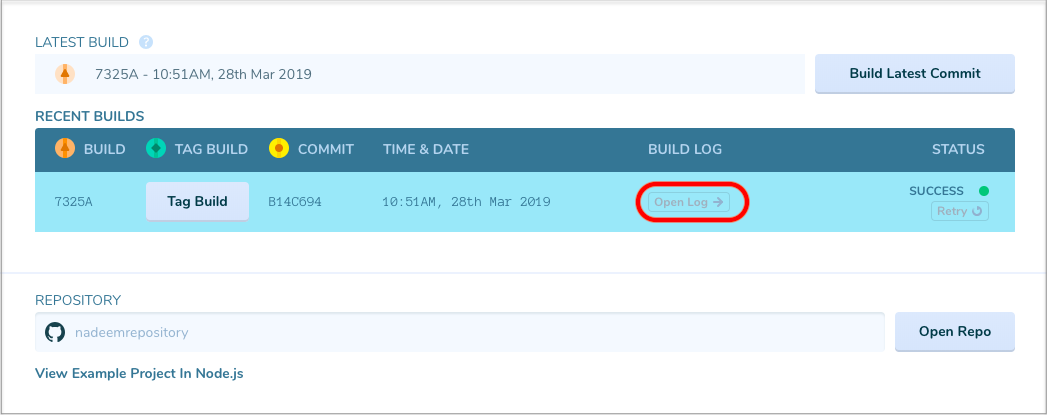 LATEST BUILD ?
7325A - 10:51AM, 28th Mar 2019
Build Latest Commit
RECENT BUILDS
BUILD TAG BUILD COMMIT TIME & DATE BUILD LOG STATUS
7325A Tag Build B14C694 10:51AM, 28th Mar 2019 Open Log → SUCCESS
Retry
REPOSITORY
nadeemrepository
Open Repo
View Example Project In Node.js